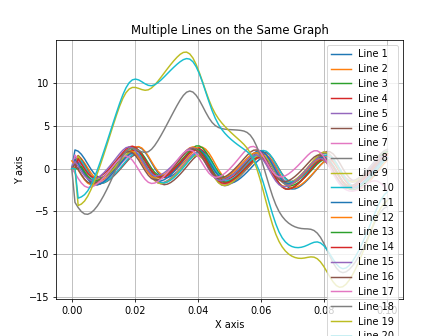 Multiple Lines on the Same Graph
Y axis
10
5
0
−5
−10
−15
0.00
0.02
0.04
0.06
X axis
Line 1
Line 2
Line 3
Line 4
Line 5
Line 6
Line 7
Line 8
Line 9
Line 10
Line 11
Line 12
Line 13
Line 14
Line 15
Line 16
Line 17
Line 18
Line 19
Line 20